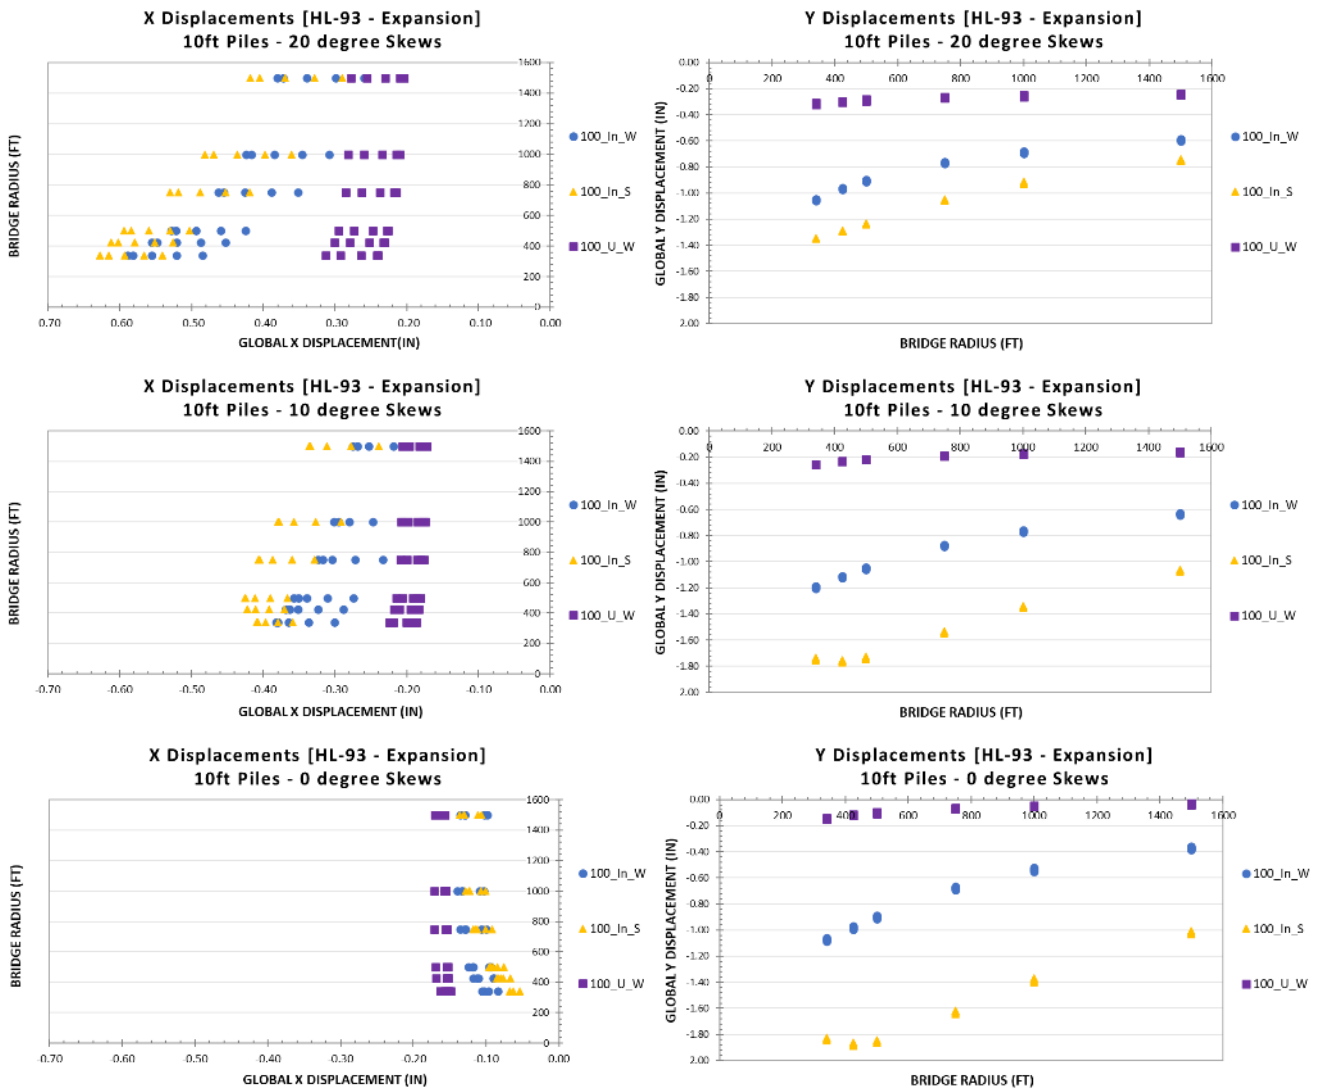 X Displacements [HL-93 - Expansion]
10ft Piles - 20 degree Skews
BRIDGE RADIUS (FT)
1600
1400
1200
1000
800
600
400
200
0
0.70 0.60 0.50 0.40 0.30 0.20 0.10 0.00
GLOBAL X DISPLACEMENT(IN)
100_In_W
100_In_S
100_U_W
Y Displacements [HL-93 - Expansion]
10ft Piles - 20 degree Skews
GLOBAL Y DISPLACEMENT (IN)
0.00
-0.20
-0.40
-0.60
-0.80
-1.00
-1.20
-1.40
-1.60
-1.80
2.00
0 200 400 600 800 1000 1200 1400 1600
BRIDGE RADIUS (FT)
100_In_W
100_In_S
100_U_W
X Displacements [HL-93 - Expansion]
10ft Piles - 10 degree Skews
BRIDGE RADIUS (FT)
1600
1400
1200
1000
800
600
400
200
0
-0.70 -0.60 -0.50 -0.40 -0.30 -0.20 -0.10 0.00
GLOBAL X DISPLACEMENT (IN)
100_In_W
100_In_S
100_U_W
Y Displacements [HL-93 - Expansion]
10ft Piles - 10 degree Skews
GLOBAL Y DISPLACEMENT (IN)
0.00
-0.20
-0.40
-0.60
-0.80
-1.00
-1.20
-1.40
-1.60
-1.80
2.00
0 200 400 600 800 1000 1200 1400 1600
BRIDGE RADIUS (FT)
100_In_W
100_In_S
100_U_W
X Displacements [HL-93 - Expansion]
10ft Piles - 0 degree Skews
BRIDGE RADIUS (FT)
1600
1400
1200
1000
800
600
400
200
0
-0.70 -0.60 -0.50 -0.40 -0.30 -0.20 -0.10 0.00
GLOBAL X DISPLACEMENT (IN)
100_In_W
100_In_S
100_U_W
Y Displacements [HL-93 - Expansion]
10ft Piles - 0 degree Skews
GLOBAL Y DISPLACEMENT (IN)
0.00
-0.20
-0.40
-0.60
-0.80
-1.00
-1.20
-1.40
-1.60
-1.80
2.00
0 200 400 600 800 1000 1200 1400 1600
BRIDGE RADIUS (FT)
100_In_W
100_In_S
100_U_W